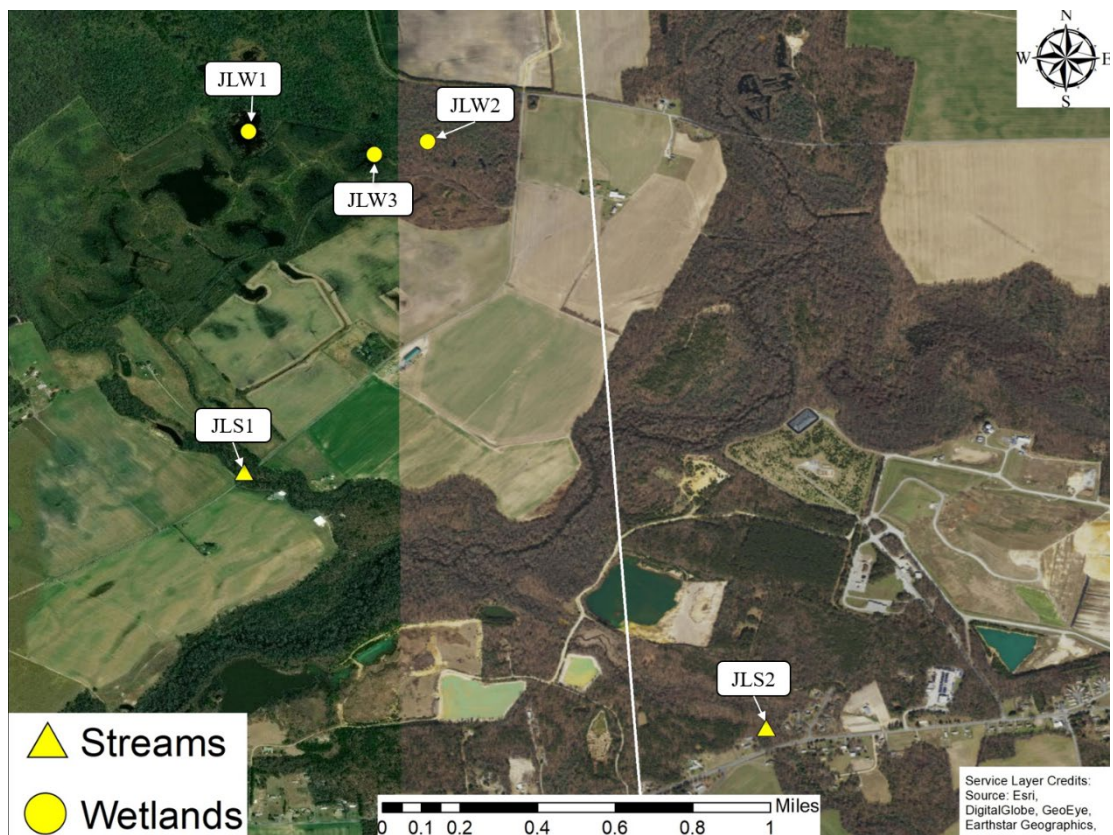 N
W E
S
JLW1
JLW2
JLW3
JLS1
JLS2
Streams
Wetlands
Miles
0 0.1 0.2 0.4 0.6 0.8 1
Service Layer Credits:
Source: Esri,
DigitalGlobe, GeoEye,
Earthstar Geographics,